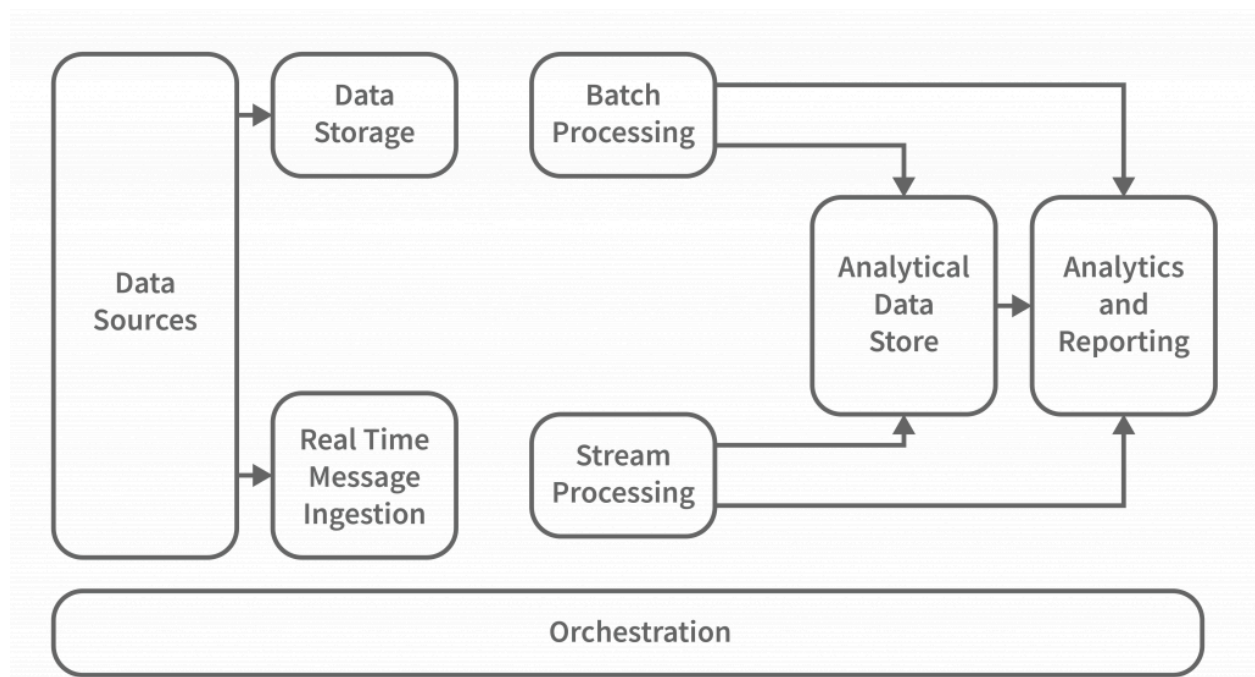 Data
Sources
Data
Storage
Real Time
Message
Ingestion
Batch
Processing
Stream
Processing
Analytical
Data
Store
Analytics
and
Reporting
Orchestration